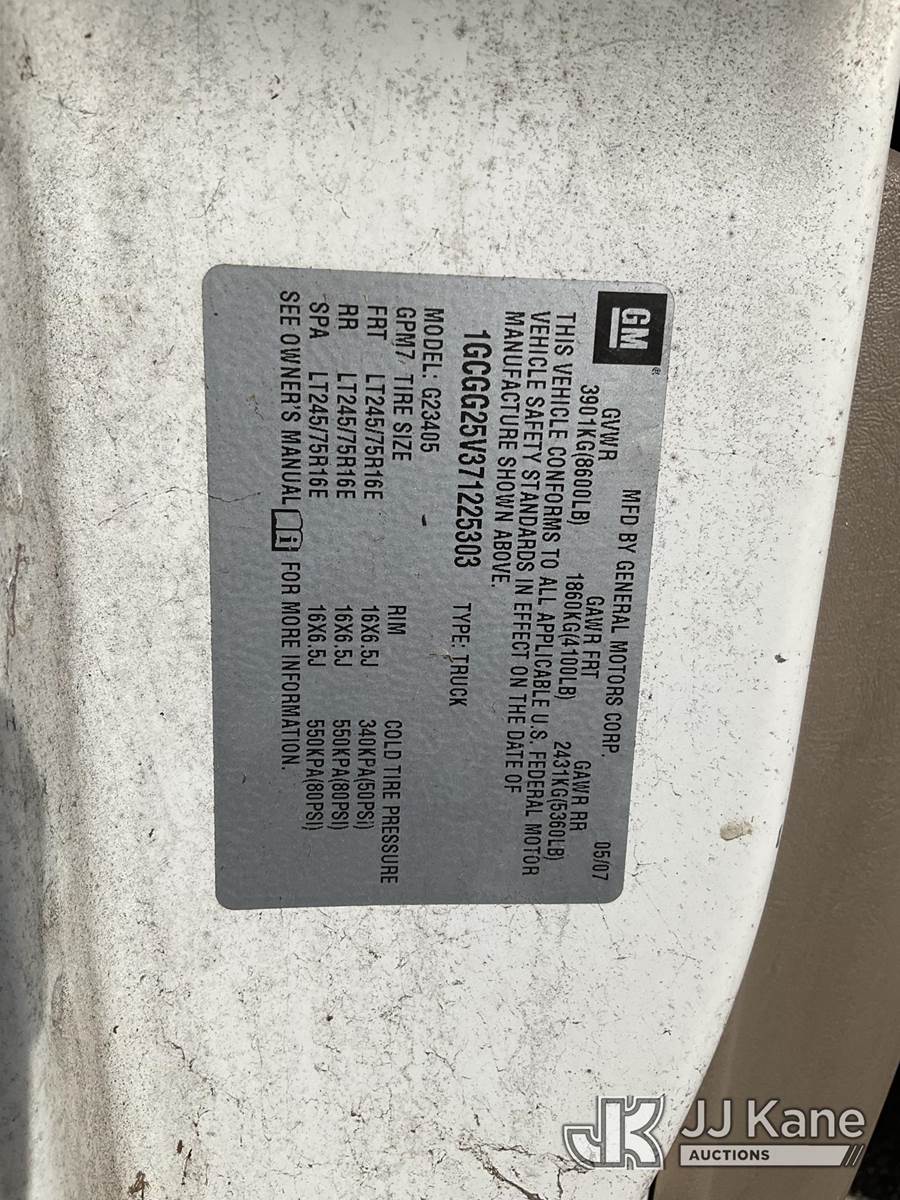 GM®
MFD BY GENERAL MOTORS CORP. 05/07
GVWR GAWR FRT GAWR RR
3901KG(8600LB) 1860KG(4100LB) 2431KG(5360LB)
THIS VEHICLE CONFORMS TO ALL APPLICABLE U.S. FEDERAL MOTOR
VEHICLE SAFETY STANDARDS IN EFFECT ON THE DATE OF
MANUFACTURE SHOWN ABOVE.
1GCGG25V371225303 TYPE: TRUCK
MODEL: G23405
GPM7 TIRE SIZE RIM COLD TIRE PRESSURE
FRT LT245/75R16E 16X6.5J 340KPA(50PSI)
RR LT245/75R16E 16X6.5J 550KPA(80PSI)
SPA LT245/75R16E 16X6.5J 550KPA(80PSI)
SEE OWNER'S MANUAL FOR MORE INFORMATION.
JK JJ Kane
AUCTIONS